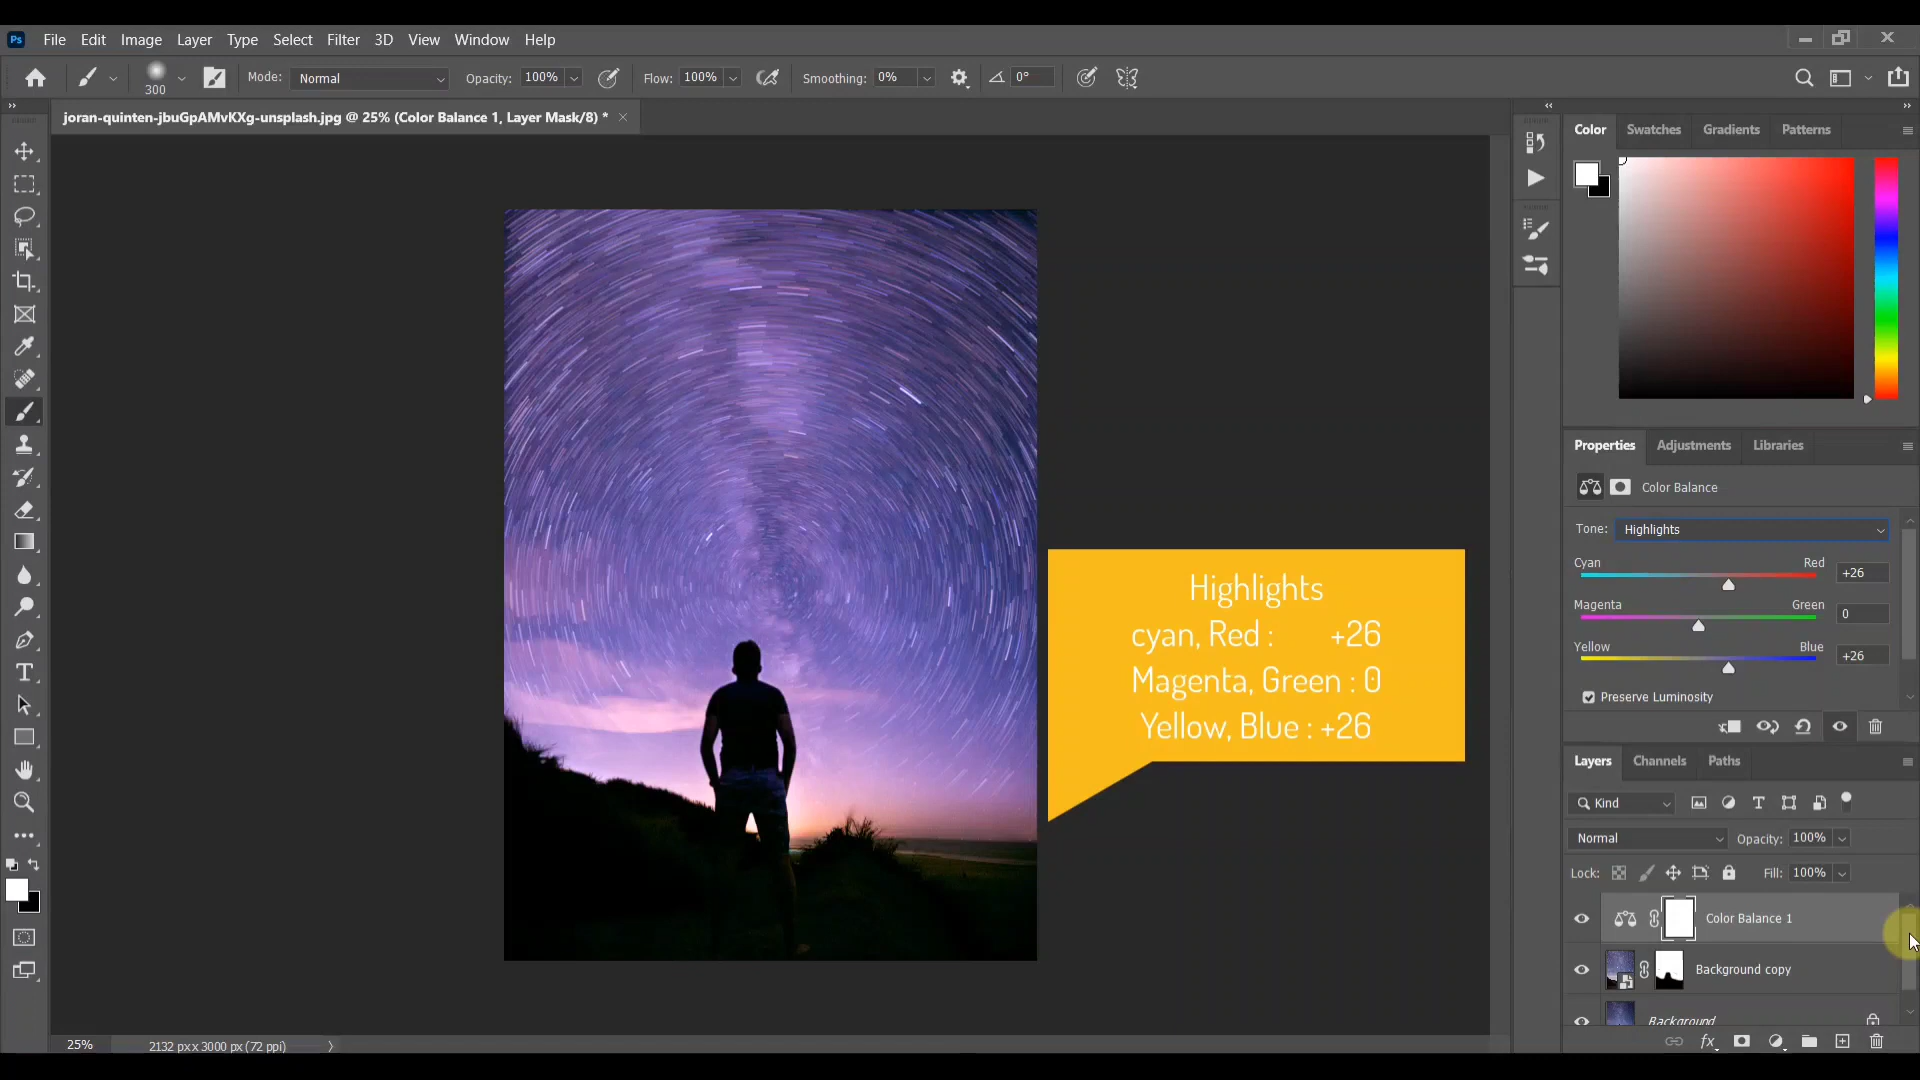 Ps File Edit Image Layer Type Select Filter 3D View Window Help
300 Mode: Normal Opacity: 100% Flow: 100% Smoothing: 0% 0°
joran-quinten-jbuGpAMvKXg-unsplash.jpg @ 25% (Color Balance 1, Layer Mask/8) *
Color Swatches Gradients Patterns
Properties Adjustments Libraries
Color Balance
Tone: Highlights
Cyan Red +26
Magenta Green 0
Yellow Blue +26
Preserve Luminosity
Highlights
cyan, Red : +26
Magenta, Green : 0
Yellow, Blue : +26
Layers Channels Paths
Kind
Normal Opacity: 100%
Lock: Fill: 100%
Color Balance 1
Background copy
Background
fx
25% 2132 px x 3000 px (72 ppi)